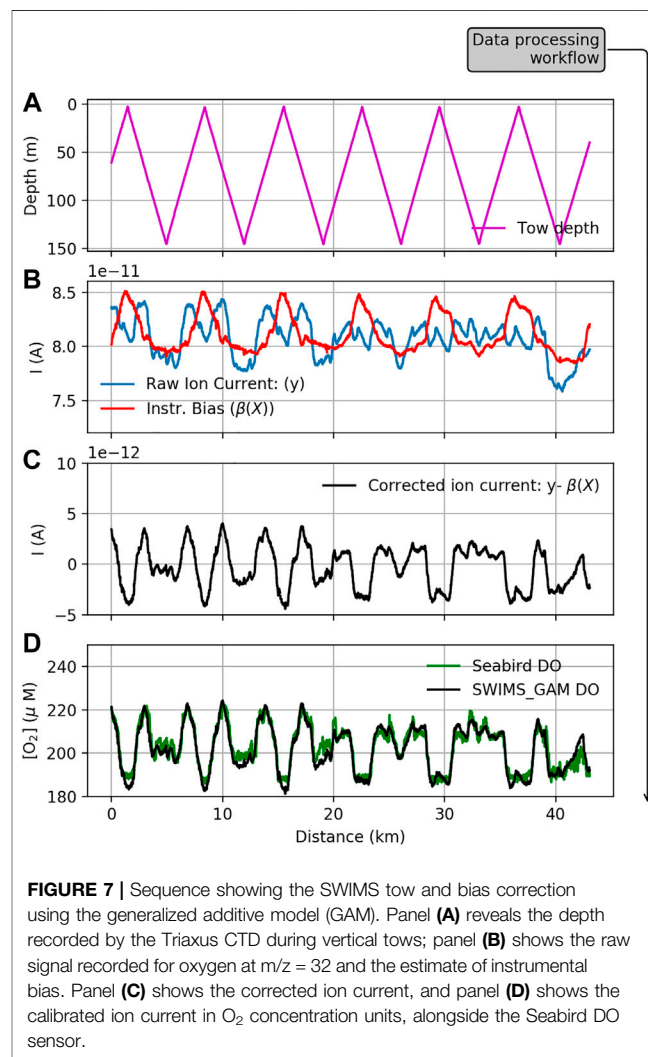 Data processing
workflow
A
0
50
100
150
Depth (m)
Tow depth
B
1e−11
8.5
8.0
7.5
I (A)
Raw Ion Current: (y)
Instr. Bias (β(X))
C
1e−12
10
5
0
−5
I (A)
Corrected ion current: y- β(X)
D
240
220
200
180
[O₂] (μ M)
Seabird DO
SWIMS_GAM DO
0 10 20 30 40
Distance (km)
FIGURE 7 | Sequence showing the SWIMS tow and bias correction
using the generalized additive model (GAM). Panel (A) reveals the depth
recorded by the Triaxus CTD during vertical tows; panel (B) shows the raw
signal recorded for oxygen at m/z = 32 and the estimate of instrumental
bias. Panel (C) shows the corrected ion current, and panel (D) shows the
calibrated ion current in O₂ concentration units, alongside the Seabird DO
sensor.